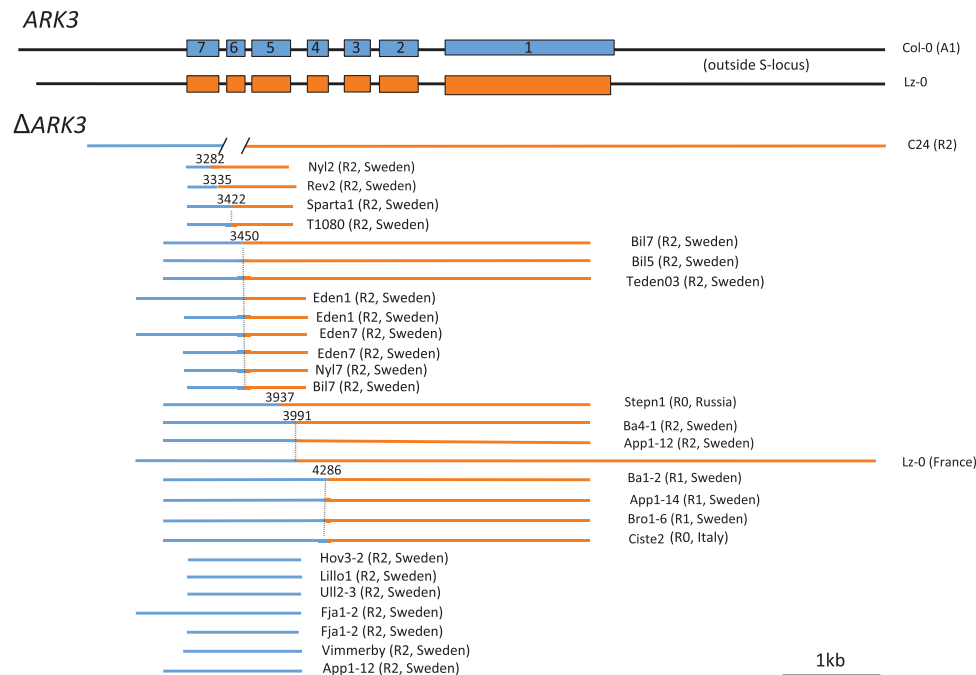 ARK3
7 6 5 4 3 2 1
Col-0 (A1)
(outside S-locus)
Lz-0
ΔARK3
C24 (R2)
3282
Nyl2 (R2, Sweden)
3335
Rev2 (R2, Sweden)
3422
Sparta1 (R2, Sweden)
T1080 (R2, Sweden)
3450
Bil7 (R2, Sweden)
Bil5 (R2, Sweden)
Teden03 (R2, Sweden)
Eden1 (R2, Sweden)
Eden1 (R2, Sweden)
Eden7 (R2, Sweden)
Eden7 (R2, Sweden)
Nyl7 (R2, Sweden)
Bil7 (R2, Sweden)
3937
Stepn1 (R0, Russia)
3991
Ba4-1 (R2, Sweden)
App1-12 (R2, Sweden)
Lz-0 (France)
4286
Ba1-2 (R1, Sweden)
App1-14 (R1, Sweden)
Bro1-6 (R1, Sweden)
Ciste2 (R0, Italy)
Hov3-2 (R2, Sweden)
Lillo1 (R2, Sweden)
Ull2-3 (R2, Sweden)
Fja1-2 (R2, Sweden)
Fja1-2 (R2, Sweden)
Vimmerby (R2, Sweden)
App1-12 (R2, Sweden)
1kb